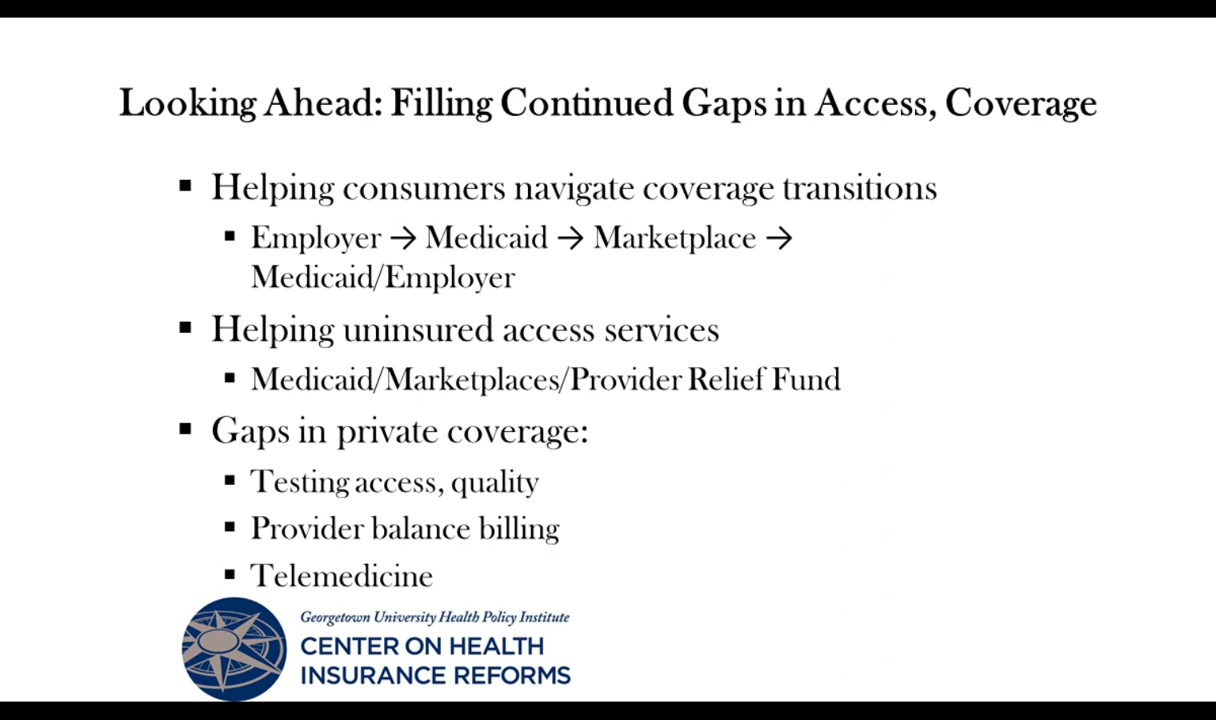 Looking Ahead: Filling Continued Gaps in Access, Coverage
▪ Helping consumers navigate coverage transitions
▪ Employer → Medicaid → Marketplace →
Medicaid/Employer
▪ Helping uninsured access services
▪ Medicaid/Marketplaces/Provider Relief Fund
▪ Gaps in private coverage:
▪ Testing access, quality
▪ Provider balance billing
▪ Telemedicine
Georgetown University Health Policy Institute
CENTER ON HEALTH
INSURANCE REFORMS